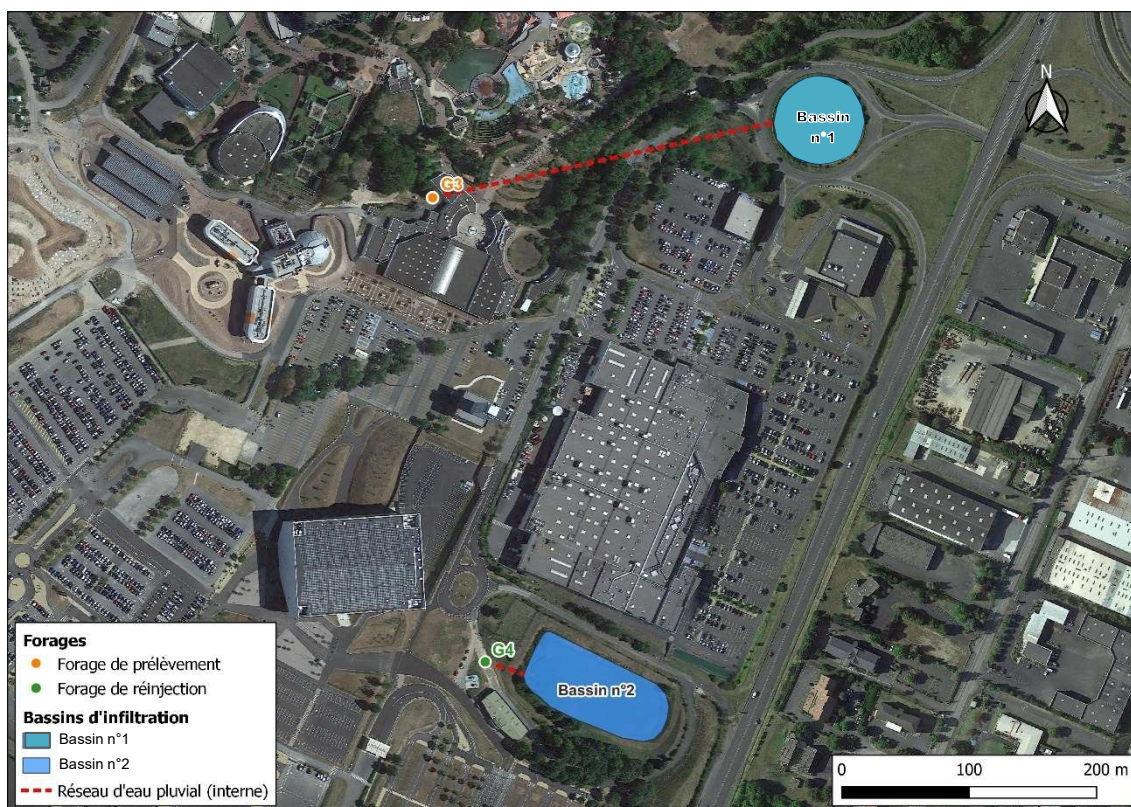 N
Bassin
n°1
G3
G4
Bassin n°2
Forages
Forage de prélèvement
Forage de réinjection
Bassins d'infiltration
Bassin n°1
Bassin n°2
Réseau d'eau pluvial (interne)
0 100 200 m